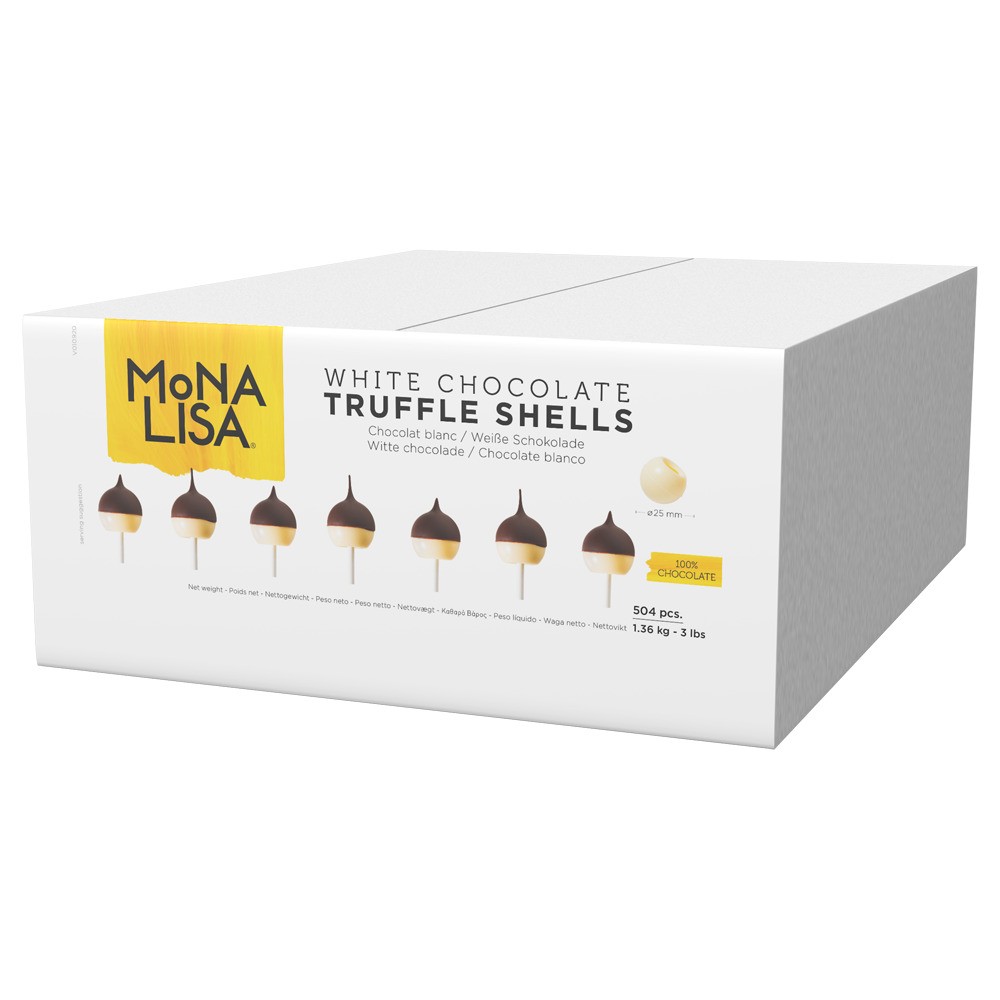 MoNA
LISA®
WHITE CHOCOLATE
TRUFFLE SHELLS
Chocolat blanc / Weiße Schokolade
Witte chocolade / Chocolate blanco
ø25 mm
100%
CHOCOLATE
serving suggestion
Net weight - Poids net - Nettogewicht - Peso neto - Peso netto - Nettovægt - Καθαρό Βάρος - Peso líquido - Waga netto - Nettovikt
504 pcs.
1.36 kg - 3 lbs